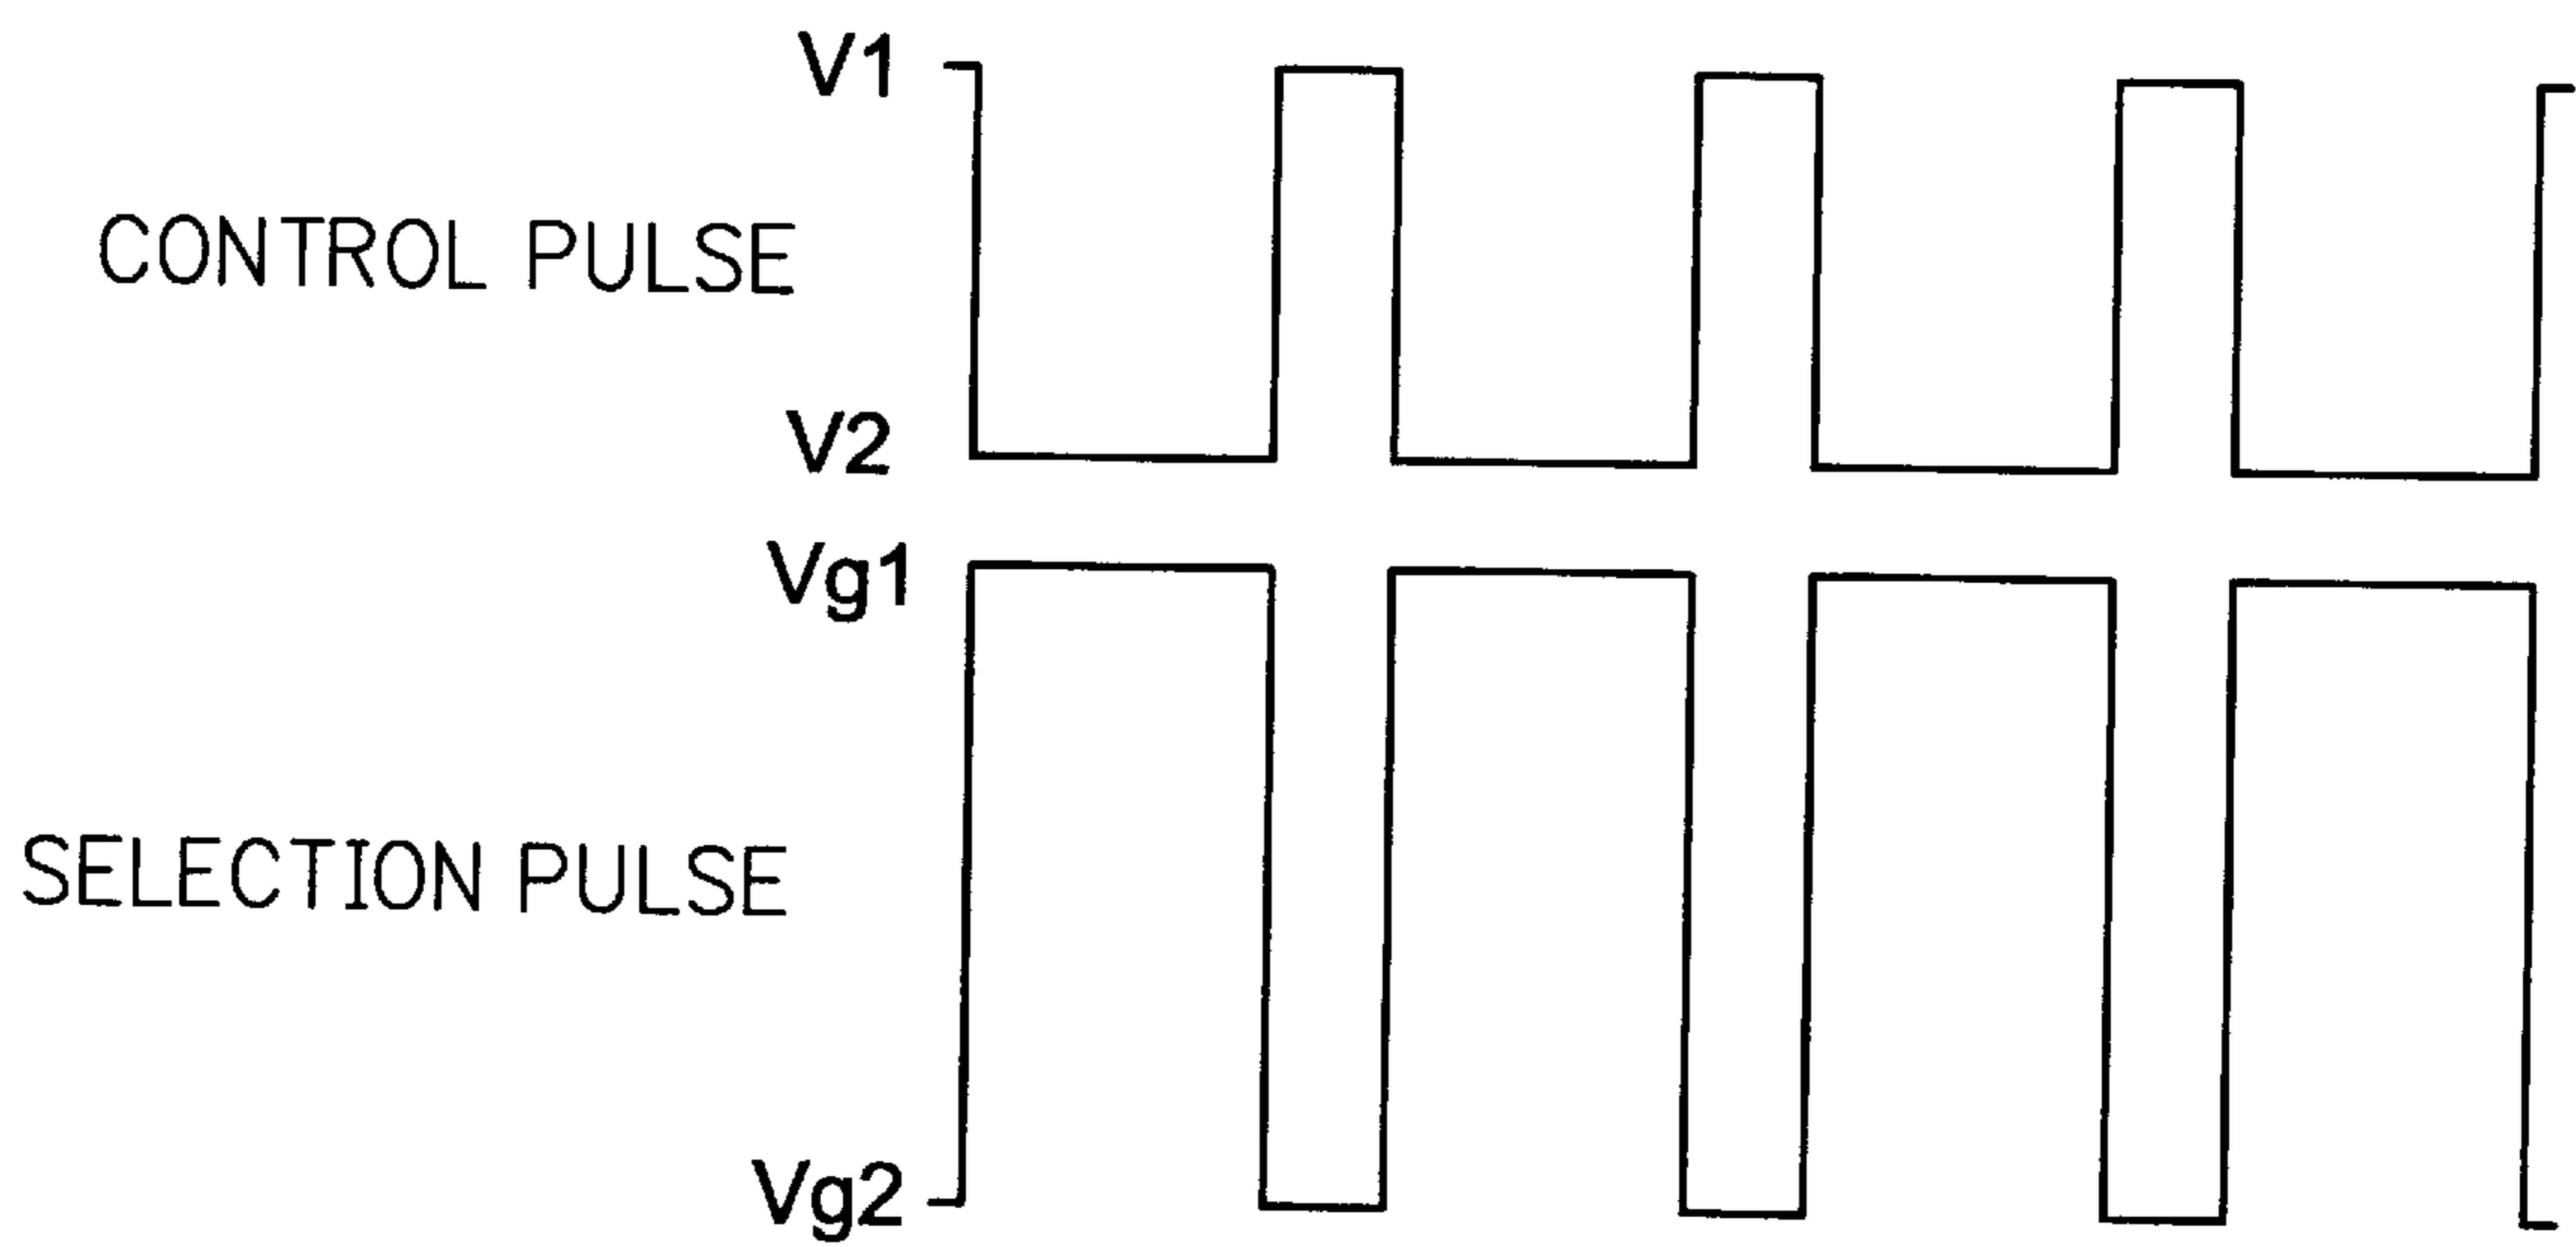 V1
CONTROL PULSE
V2
Vg1
SELECTION PULSE
Vg2